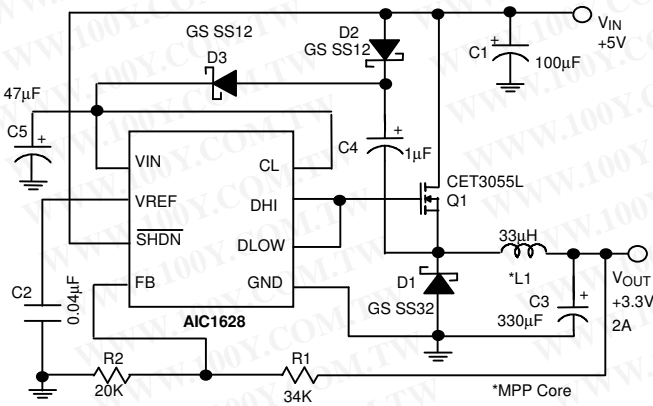 GS SS12
D3
D2
GS SS12
C1
100µF
V_IN
+5V
47µF
C5
C4
1µF
VIN
VREF
SHDN
FB
CL
DHI
DLOW
GND
AIC1628
CET3055L
Q1
33µH
*L1
D1
GS SS32
C3
330µF
V_OUT
+3.3V
2A
C2
0.04µF
R2
20K
R1
34K
*MPP Core
WWW.100Y.COM.TW